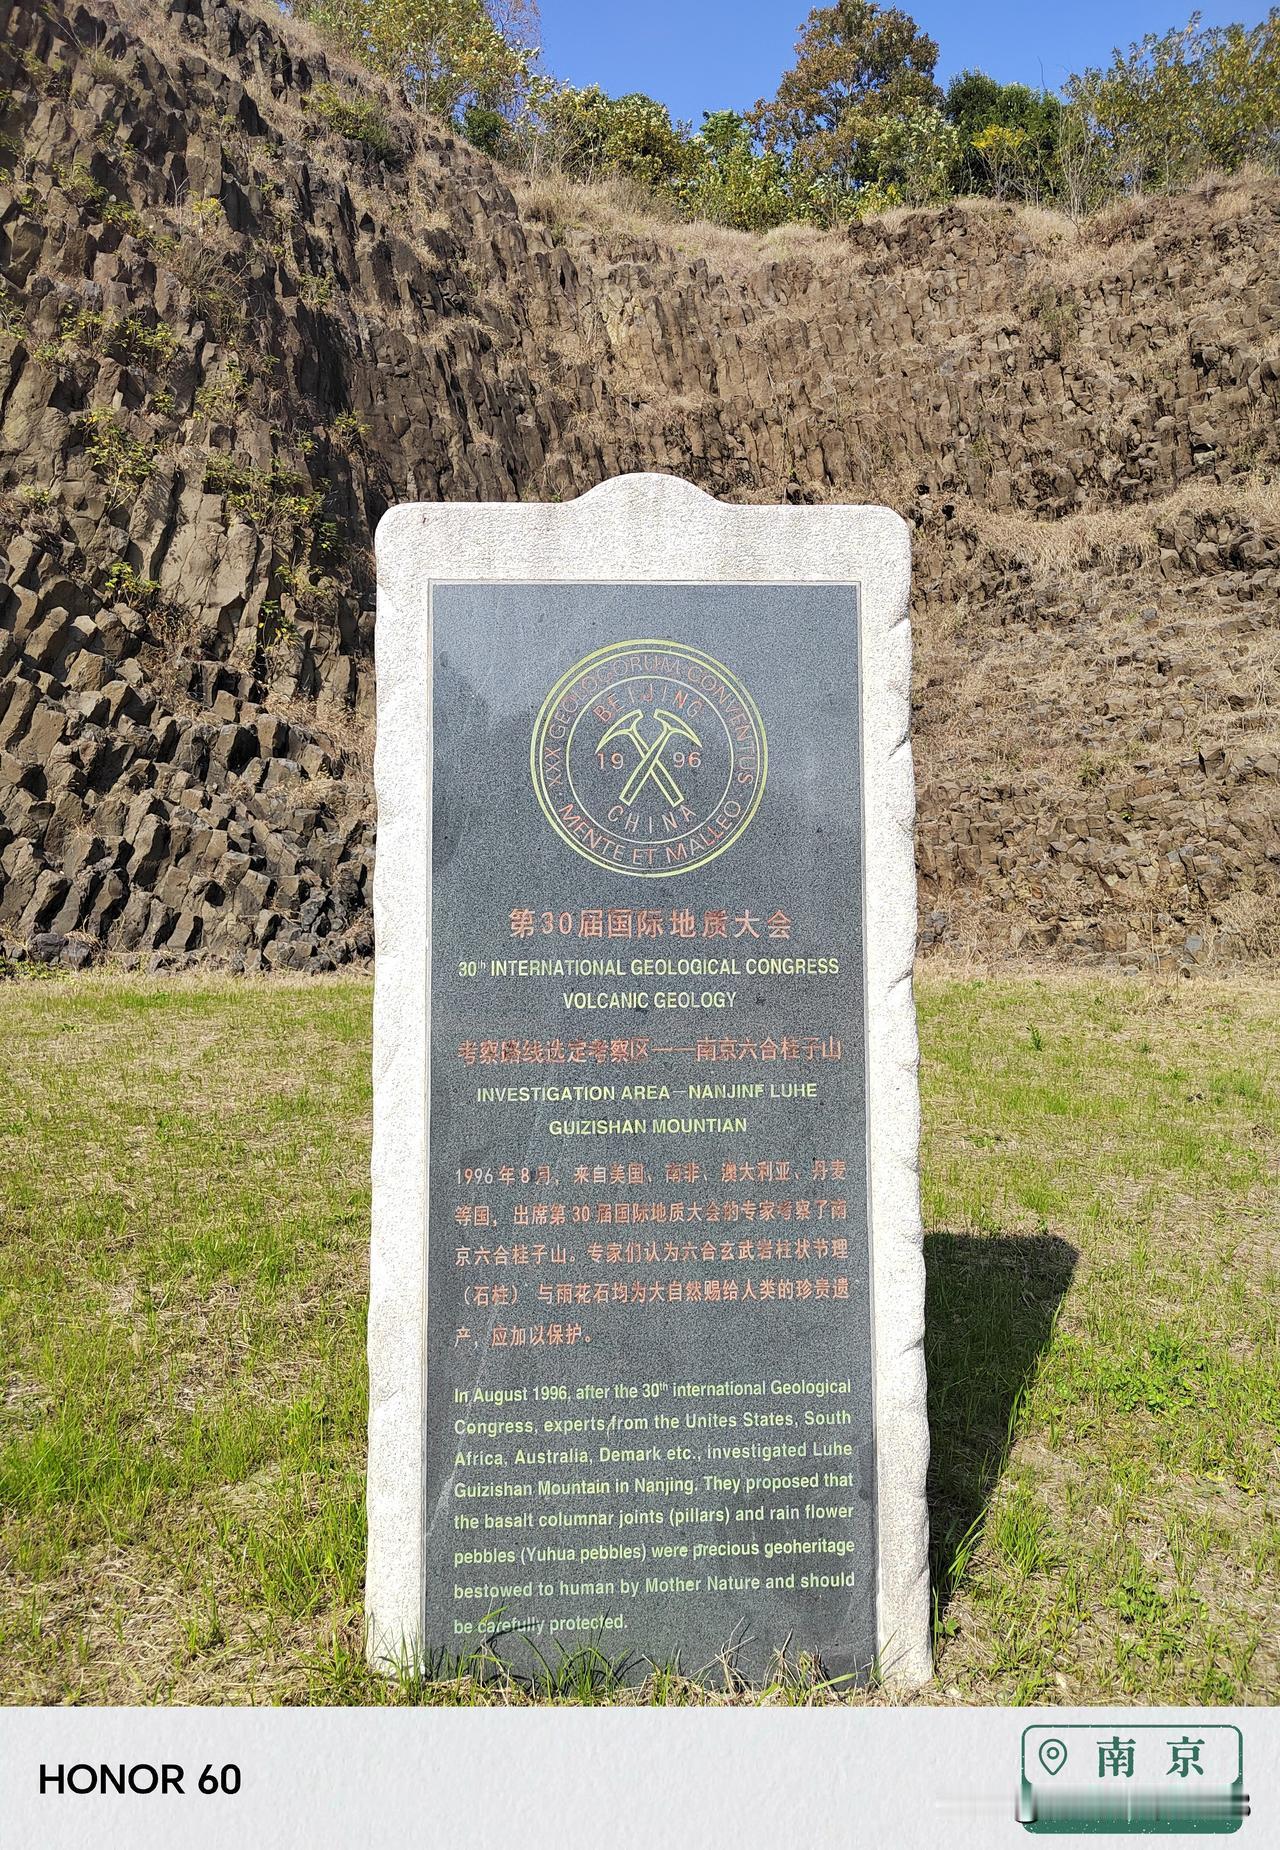 XXX GEOLOGORUM CONVENTUS
BEIJING
19 96
CHINA
MENTE ET MALLEO
第30届国际地质大会
30th INTERNATIONAL GEOLOGICAL CONGRESS
VOLCANIC GEOLOGY
考察路线选定考察区——南京六合桂子山
INVESTIGATION AREA—NANJINF LUHE
GUIZISHAN MOUNTIAN
1996年8月，来自美国、南非、澳大利亚、丹麦
等国，出席第30届国际地质大会的专家考察了南
京六合桂子山。专家们认为六合玄武岩柱状节理
（石柱）与雨花石均为大自然赐给人类的珍贵遗
产，应加以保护。
In August 1996, after the 30th international Geological
Congress, experts from the Unites States, South
Africa, Australia, Demark etc., investigated Luhe
Guizishan Mountain in Nanjing. They proposed that
the basalt columnar joints (pillars) and rain flower
pebbles (Yuhua pebbles) were precious geoheritage
bestowed to human by Mother Nature and should
be carefully protected.
HONOR 60
南京